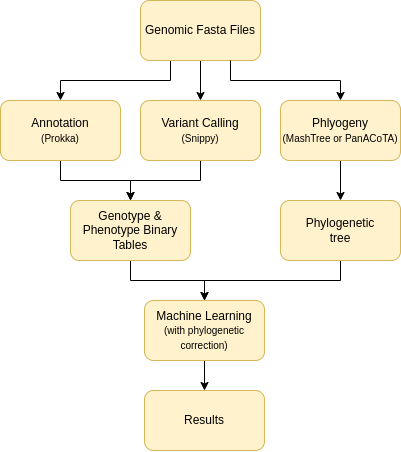 Genomic Fasta Files
Annotation
(Prokka)
Variant Calling
(Snippy)
Phlyogeny
(MashTree or PanACoTA)
Genotype &
Phenotype Binary
Tables
Phylogenetic
tree
Machine Learning
(with phylogenetic
correction)
Results